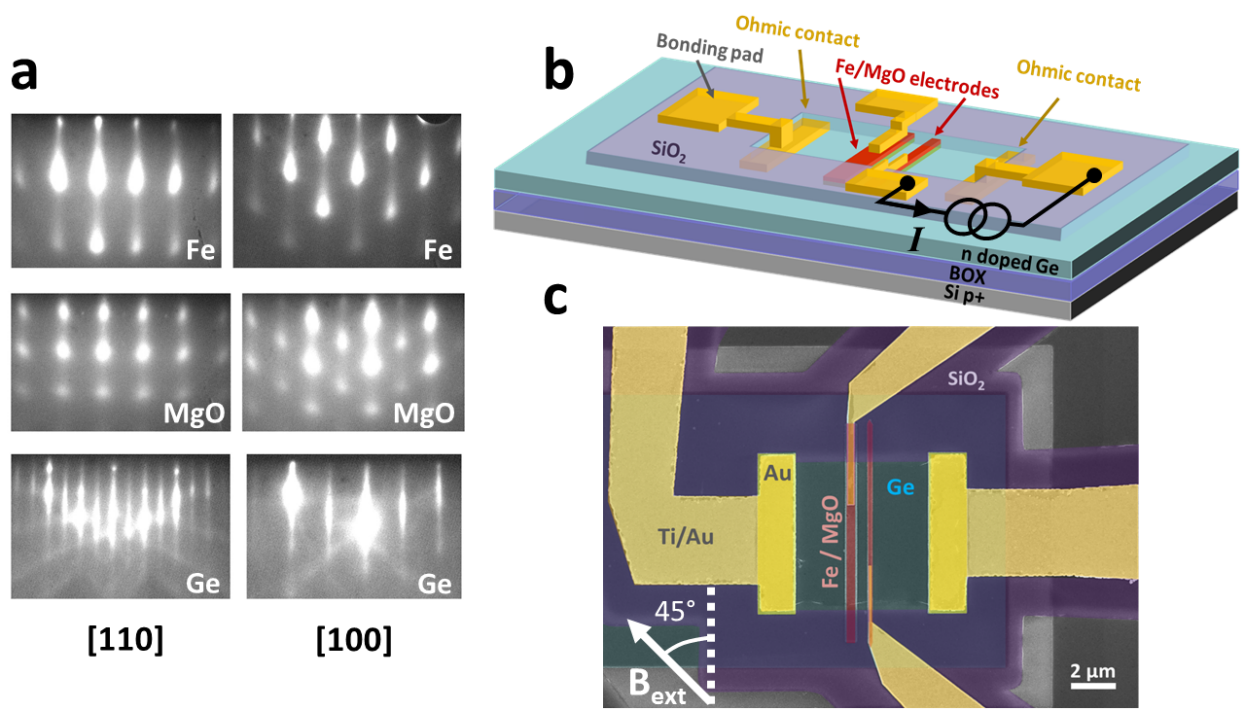 a
Fe
Fe
MgO
MgO
Ge
Ge
[110]
[100]
b
Ohmic contact
Bonding pad
Fe/MgO electrodes
Ohmic contact
SiO2
I
n doped Ge
BOX
Si p+
c
SiO2
Au
Ge
Fe / MgO
Ti/Au
45°
Bext
2 μm